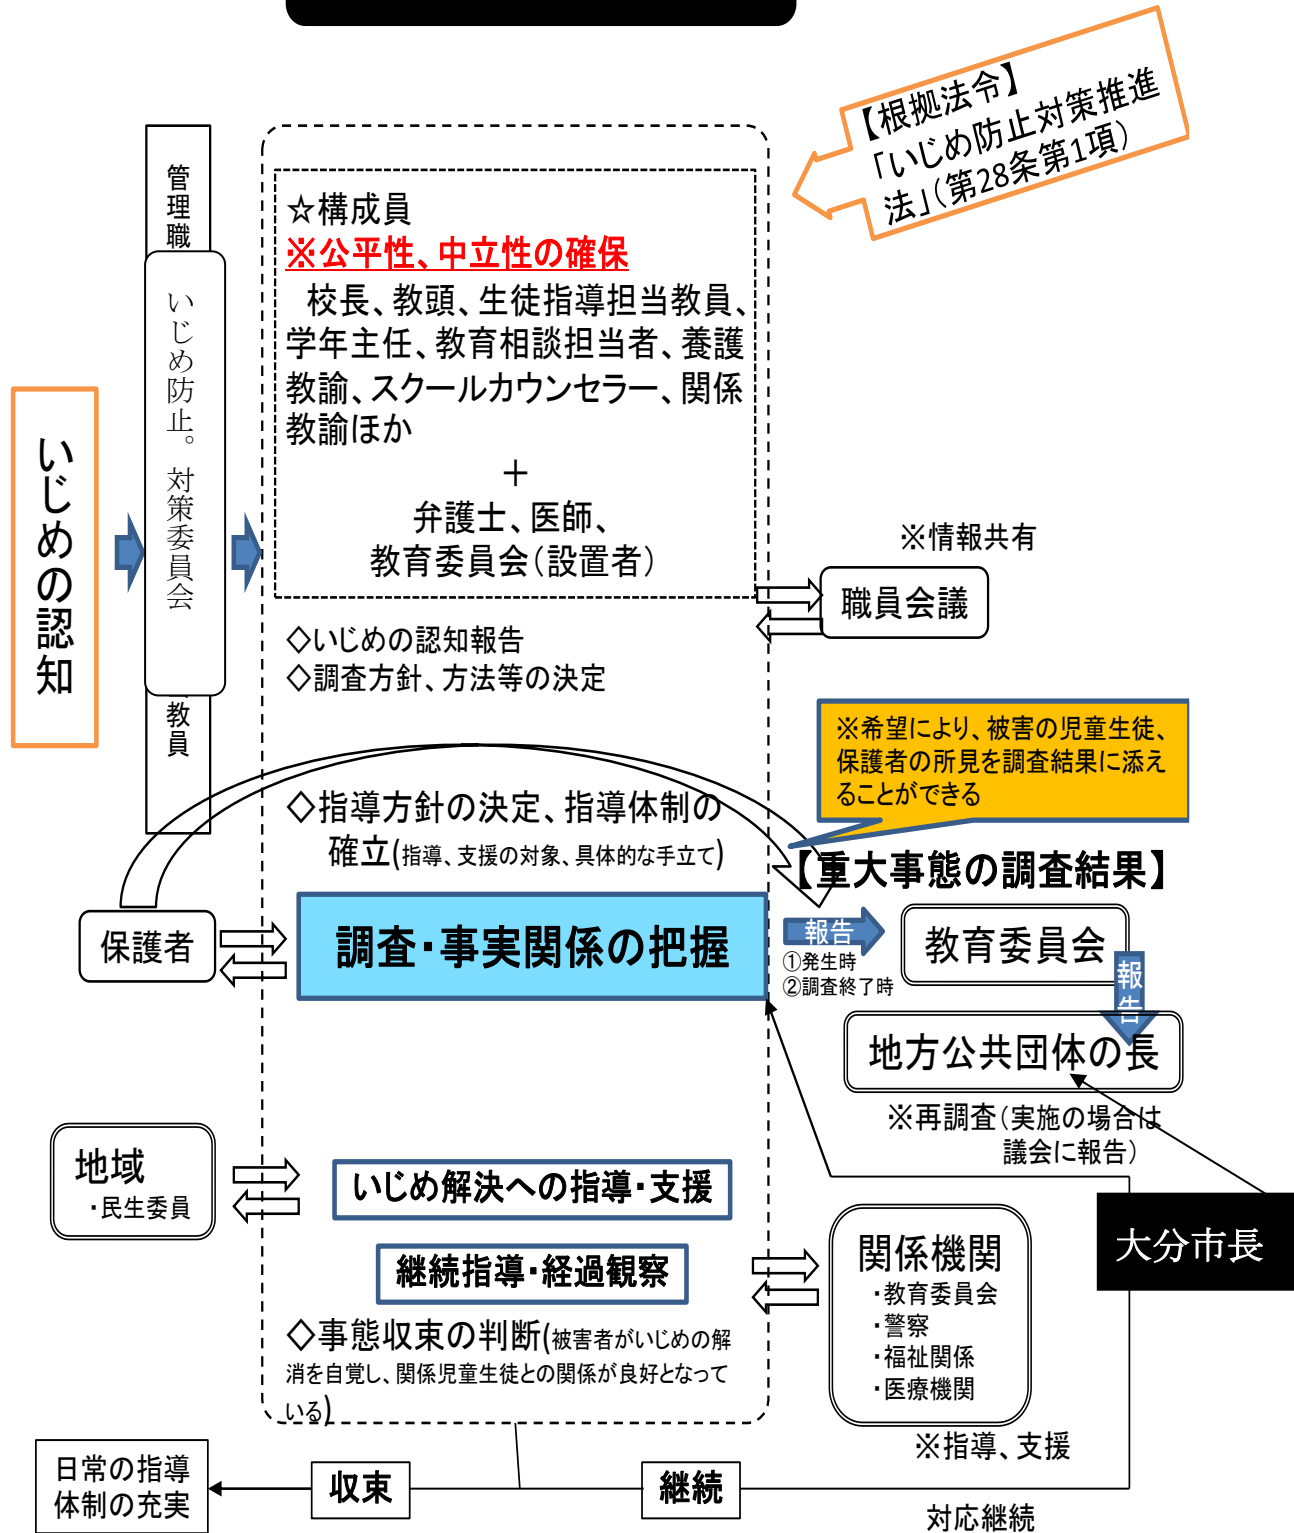 【根拠法令】
「いじめ防止対策推進
法」（第28条第1項）
管理職
いじめ防止。対策委員会
教員
いじめの認知
☆構成員
※公平性、中立性の確保
校長、教頭、生徒指導担当教員、
学年主任、教育相談担当者、養護
教諭、スクールカウンセラー、関係
教諭ほか
＋
弁護士、医師、
教育委員会（設置者）
※情報共有
職員会議
◇いじめの認知報告
◇調査方針、方法等の決定
※希望により、被害の児童生徒、
保護者の所見を調査結果に添え
ることができる
◇指導方針の決定、指導体制の
確立(指導、支援の対象、具体的な手立て)
【重大事態の調査結果】
保護者
調査・事実関係の把握
報告
①発生時
②調査終了時
教育委員会
報告
地方公共団体の長
※再調査（実施の場合は
議会に報告）
地域
・民生委員
いじめ解決への指導・支援
継続指導・経過観察
大分市長
関係機関
・教育委員会
・警察
・福祉関係
・医療機関
◇事態収束の判断(被害者がいじめの解
消を自覚し、関係児童生徒との関係が良好となって
いる)
※指導、支援
日常の指導
体制の充実
収束
継続
対応継続